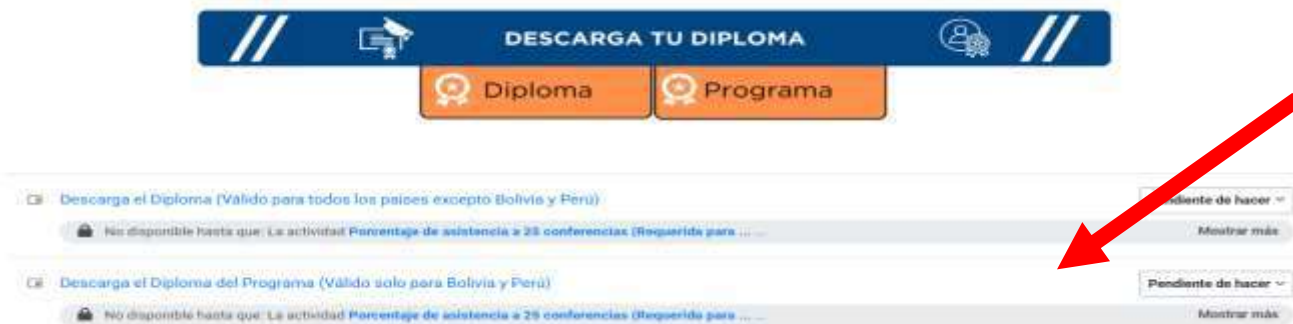 DESCARGA TU DIPLOMA
Diploma Programa
Descarga el Diploma (Válido para todos los países excepto Bolivia y Perú) Pendiente de hacer
No disponible hasta que: La actividad Porcentaje de asistencia a conferencias (Requerida para ... ... Mostrar más
Descarga el Diploma del Programa (Válido solo para Bolivia y Perú) Pendiente de hacer
No disponible hasta que: La actividad Porcentaje de asistencia a conferencias (Requerida para ... ... Mostrar más